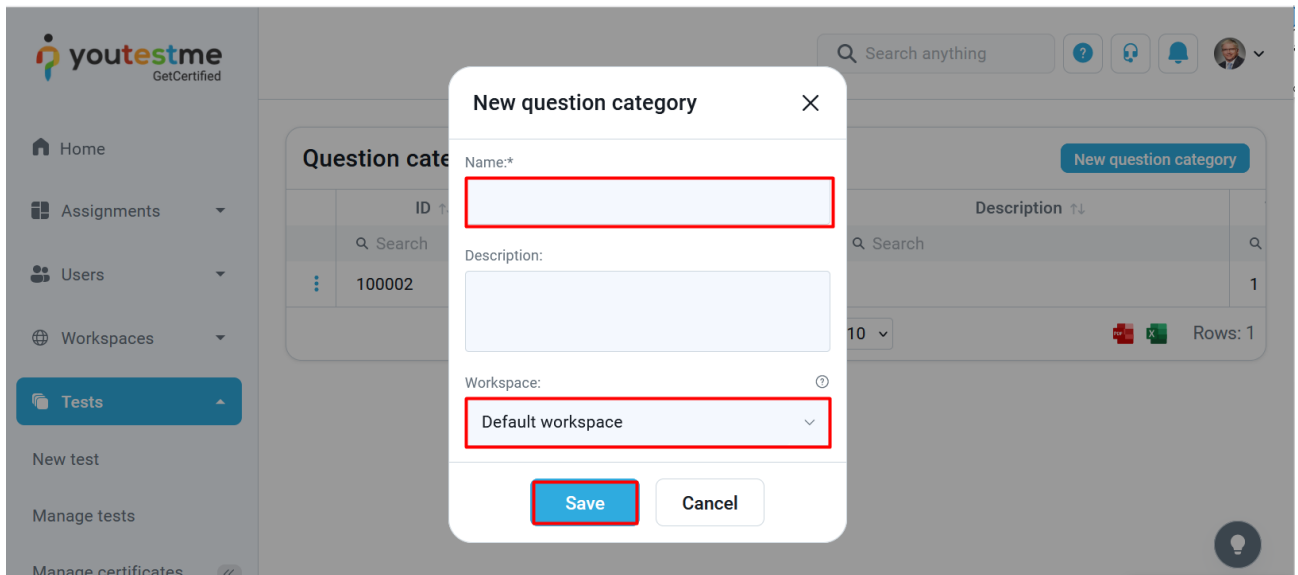 youtestme
GetCertified
Search anything
Home
Assignments
Users
Workspaces
Tests
New test
Manage tests
Manage certificates
Question cate
New question category
ID
Description
Search
Search
100002
1
10
Rows: 1
New question category
Name:*
Description:
Workspace:
Default workspace
Save
Cancel